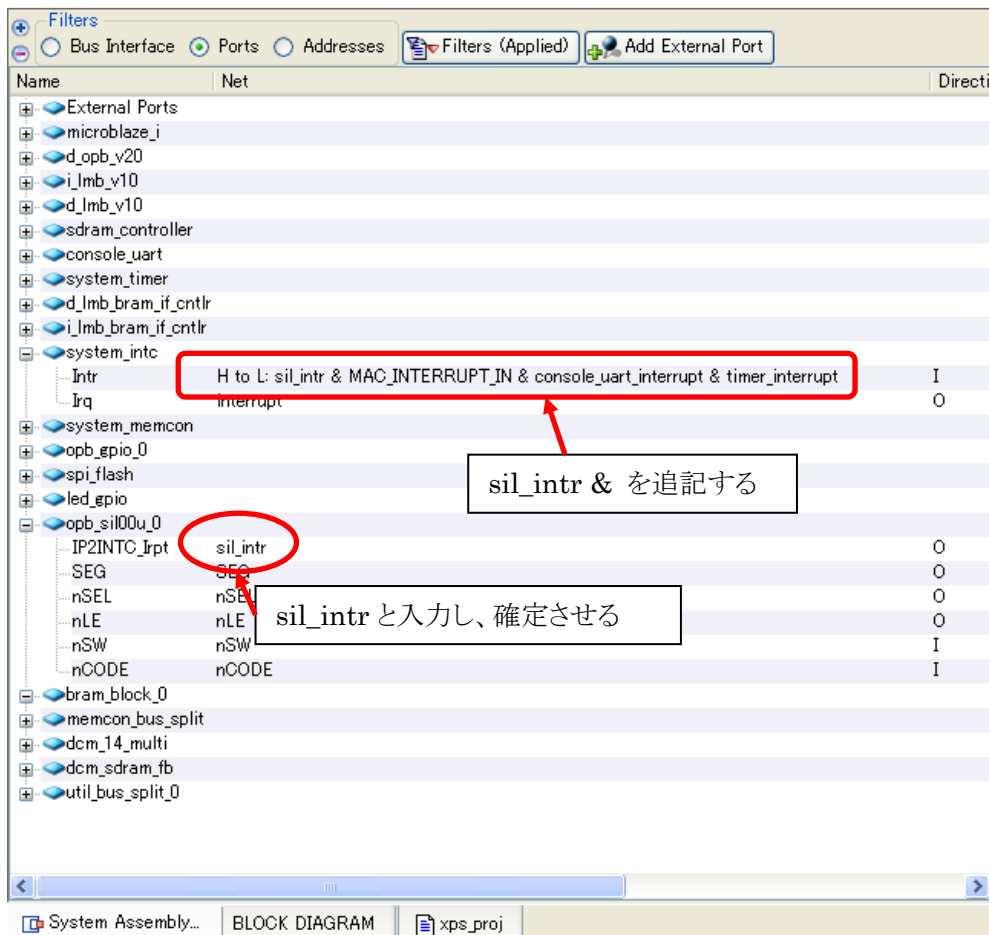 Filters
Bus Interface Ports Addresses Filters (Applied) Add External Port
Name Net Directi
External Ports
microblaze_i
d_opb_v20
i_lmb_v10
d_lmb_v10
sdram_controller
console_uart
system_timer
d_lmb_bram_if_cntlr
i_lmb_bram_if_cntlr
system_intc
Intr H to L: sil_intr & MAC_INTERRUPT_IN & console_uart_interrupt & timer_interrupt I
Irq Interrupt O
system_memcon
opb_gpio_0
spi_flash
sil_intr & を追記する
led_gpio
opb_sil00u_0
IP2INTC_Irpt sil_intr O
SEG SEG O
nSEL nSEL O
sil_intr と入力し、確定させる
nLE nLE O
nSW nSW I
nCODE nCODE I
bram_block_0
memcon_bus_split
dcm_14_multi
dcm_sdram_fb
util_bus_split_0
System Assembly... BLOCK DIAGRAM xps_proj